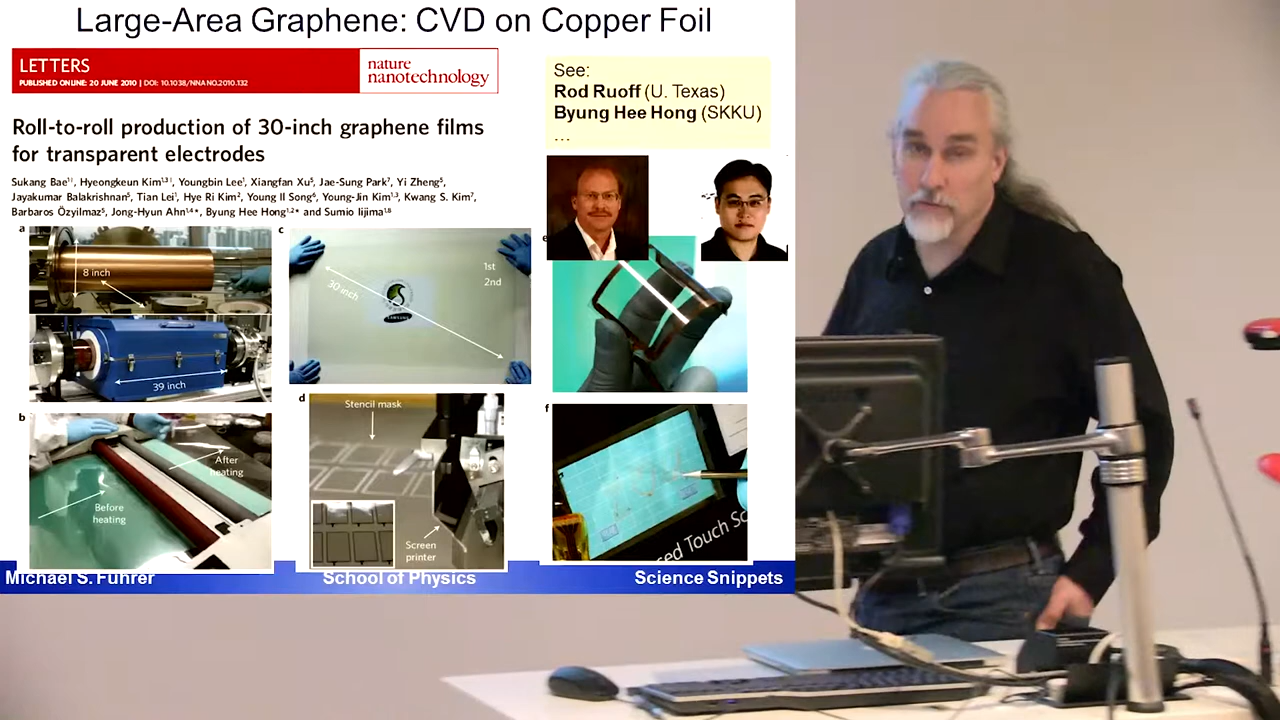 Large-Area Graphene: CVD on Copper Foil
LETTERS
PUBLISHED ONLINE: 20 JUNE 2010 | DOI: 10.1038/NNANO.2010.132
nature
nanotechnology
Roll-to-roll production of 30-inch graphene films
for transparent electrodes
Sukang Bae, Hyeongkeun Kim, Youngbin Lee, Xiangfan Xu, Jae-Sung Park, Yi Zheng,
Jayakumar Balakrishnan, Tian Lei, Hye Ri Kim, Young Il Song, Young-Jin Kim, Kwang S. Kim,
Barbaros Özyilmaz, Jong-Hyun Ahn, Byung Hee Hong and Sumio Iijima
See:
Rod Ruoff (U. Texas)
Byung Hee Hong (SKKU)
...
a
8 inch
39 inch
b
Before
heating
After
heating
c
1st
2nd
30 inch
SAMSUNG
d
Stencil mask
Screen
printer
e
f
sed Touch Sc
Michael S. Fuhrer
School of Physics
Science Snippets